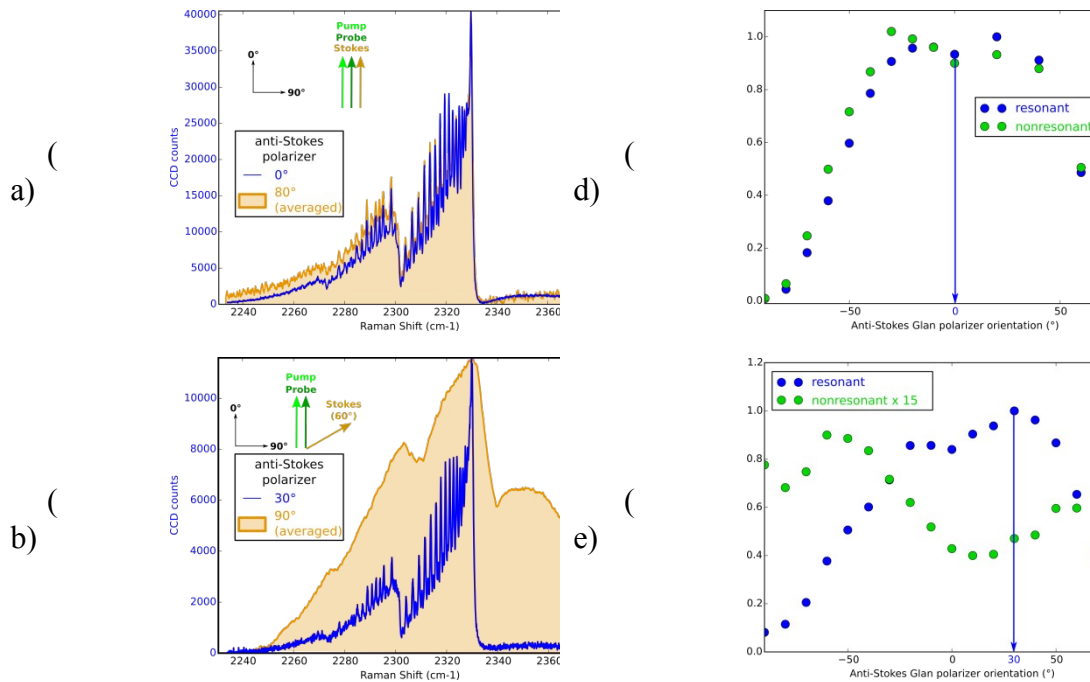 (
a)
40000
35000
30000
25000
20000
15000
10000
5000
0
CCD counts
Pump
Probe
Stokes
0°
90°
anti-Stokes
polarizer
0°
80°
(averaged)
2240 2260 2280 2300 2320 2340 2360
Raman Shift (cm-1)
(
d)
1.0
0.8
0.6
0.4
0.2
0.0
resonant
nonresonant
−50 0 50
Anti-Stokes Glan polarizer orientation (°)
(
b)
10000
8000
6000
4000
2000
0
CCD counts
Pump
Probe
Stokes
(60°)
0°
90°
anti-Stokes
polarizer
30°
90°
(averaged)
2240 2260 2280 2300 2320 2340 2360
Raman Shift (cm-1)
(
e)
1.2
1.0
0.8
0.6
0.4
0.2
0.0
resonant
nonresonant x 15
−50 0 30 50
Anti-Stokes Glan polarizer orientation (°)